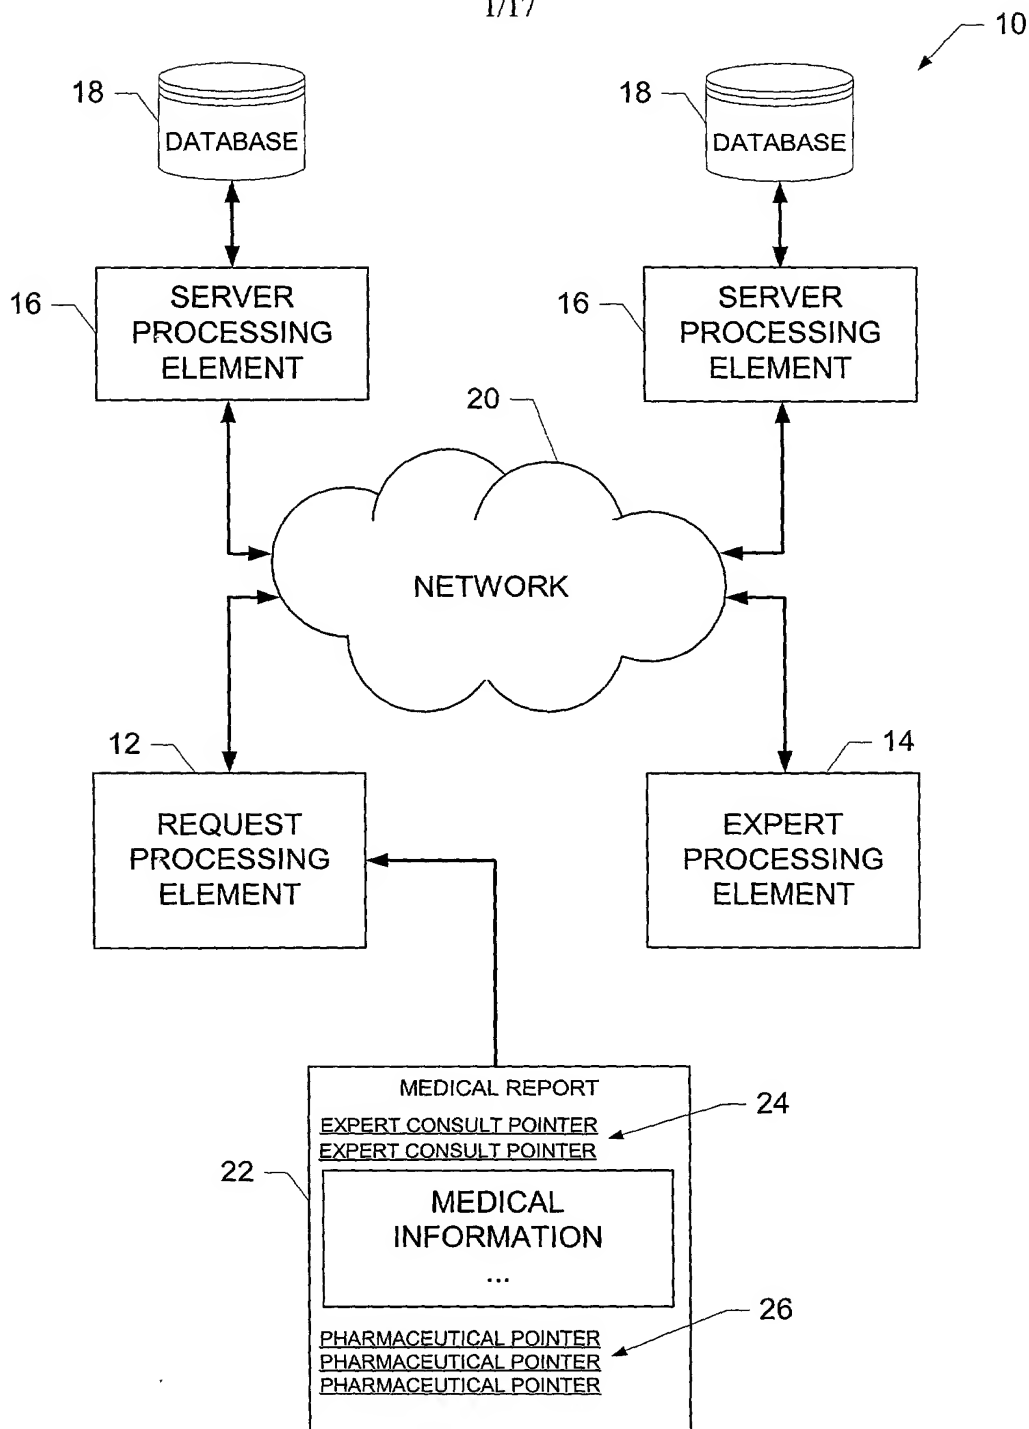 1/17
10
18
DATABASE
18
DATABASE
16
SERVER
PROCESSING
ELEMENT
16
SERVER
PROCESSING
ELEMENT
20
NETWORK
12
REQUEST
PROCESSING
ELEMENT
14
EXPERT
PROCESSING
ELEMENT
MEDICAL REPORT
24
EXPERT CONSULT POINTER
EXPERT CONSULT POINTER
22
MEDICAL
INFORMATION
...
26
PHARMACEUTICAL POINTER
PHARMACEUTICAL POINTER
PHARMACEUTICAL POINTER